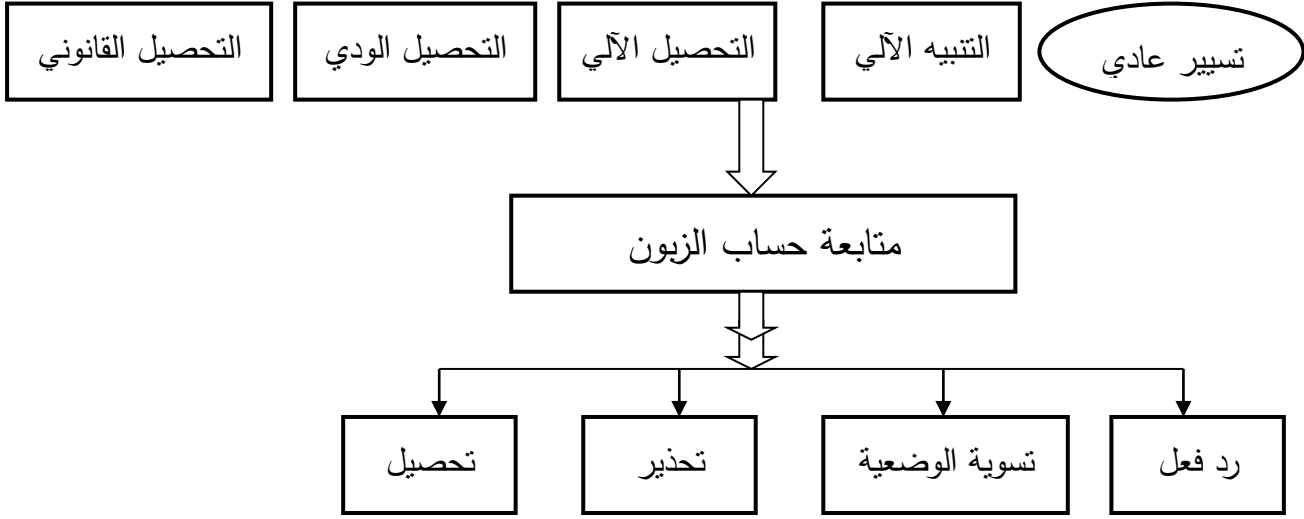 تسيير عادي
التنبيه الآلي
التحصيل الآلي
التحصيل الودي
التحصيل القانوني
متابعة حساب الزبون
رد فعل
تسوية الوضعية
تحذير
تحصيل